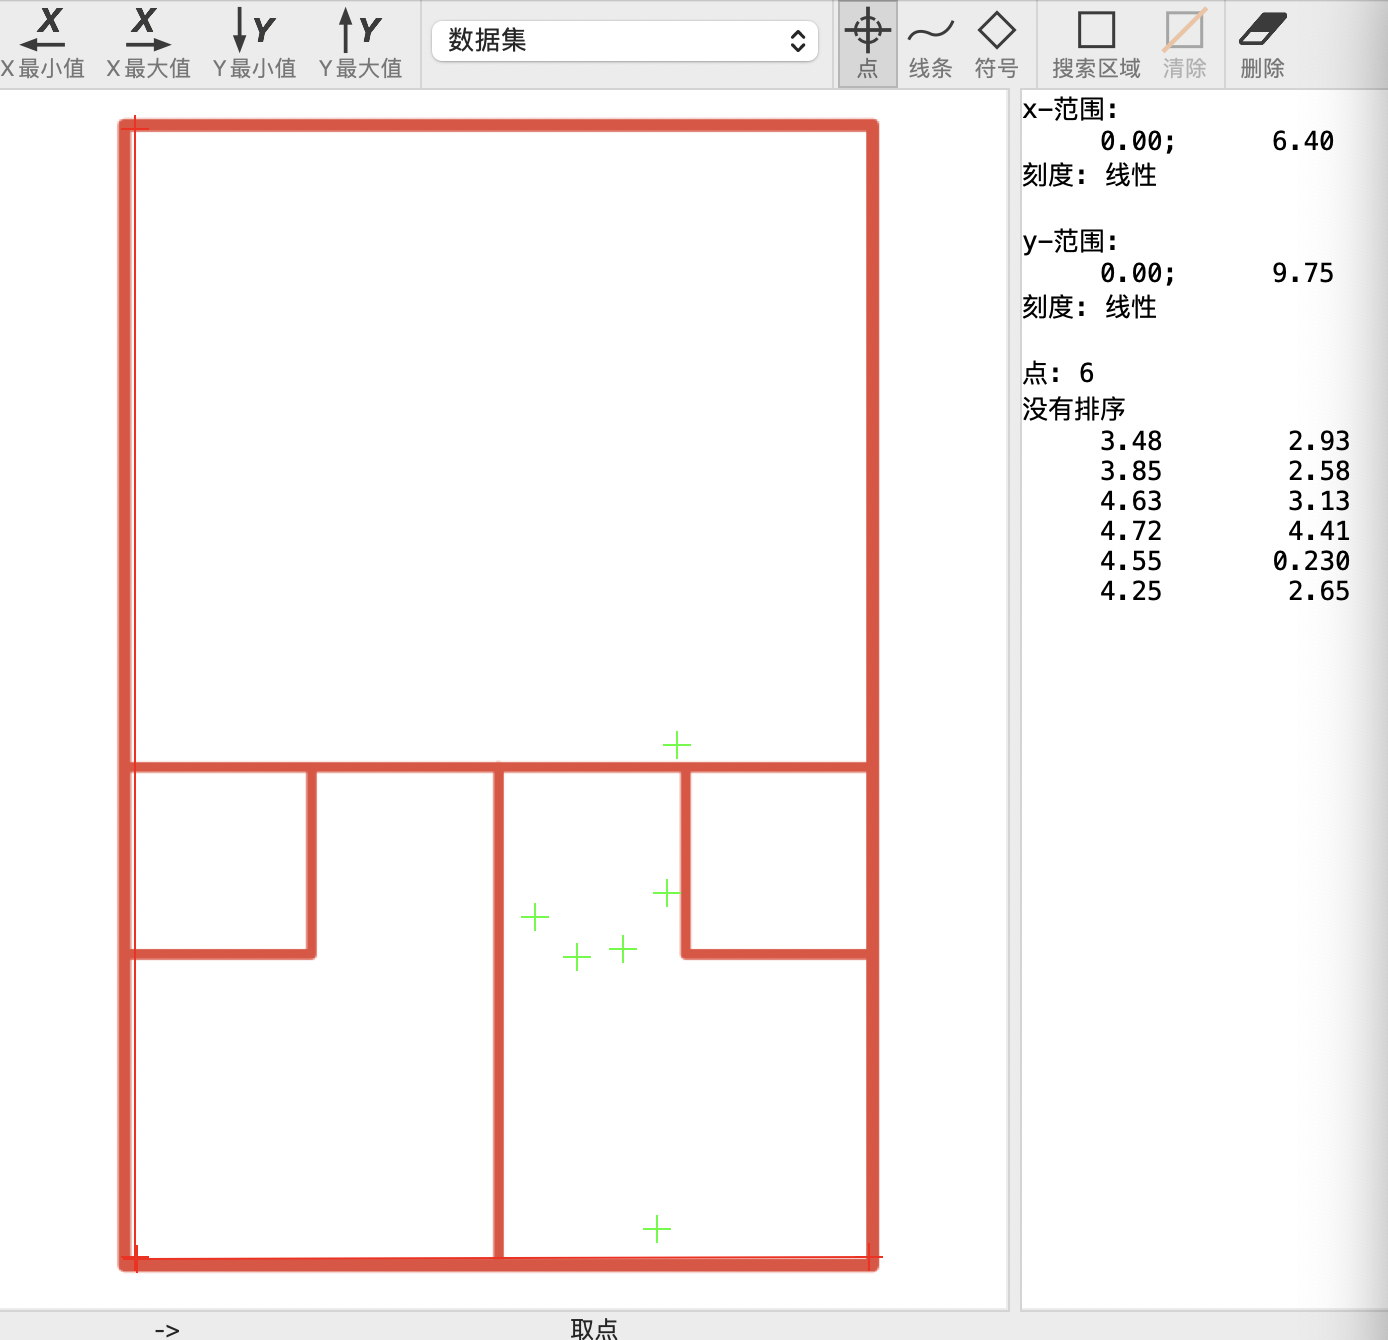 X X Y Y 数据集
X最小值 X最大值 Y最小值 Y最大值 点 线条 符号 搜索区域 清除 删除
x-范围:
0.00; 6.40
刻度: 线性
y-范围:
0.00; 9.75
刻度: 线性
点: 6
没有排序
3.48 2.93
3.85 2.58
4.63 3.13
4.72 4.41
4.55 0.230
4.25 2.65
-> 取点